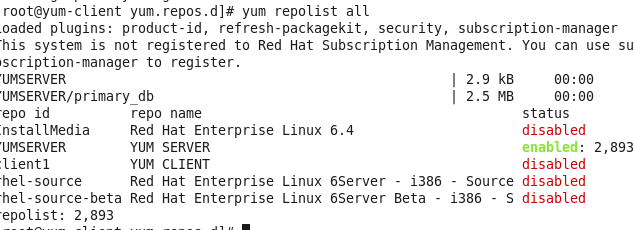 root@yum-client yum.repos.d]# yum repolist all
Loaded plugins: product-id, refresh-packagekit, security, subscription-manager
This system is not registered to Red Hat Subscription Management. You can use su
bscription-manager to register.
YUMSERVER | 2.9 kB 00:00
YUMSERVER/primary_db | 2.5 MB 00:00
repo id repo name status
InstallMedia Red Hat Enterprise Linux 6.4 disabled
YUMSERVER YUM SERVER enabled: 2,893
client1 YUM CLIENT disabled
rhel-source Red Hat Enterprise Linux 6Server - i386 - Source disabled
rhel-source-beta Red Hat Enterprise Linux 6Server Beta - i386 - S disabled
repolist: 2,893
root@yum-client yum.repos.d]#